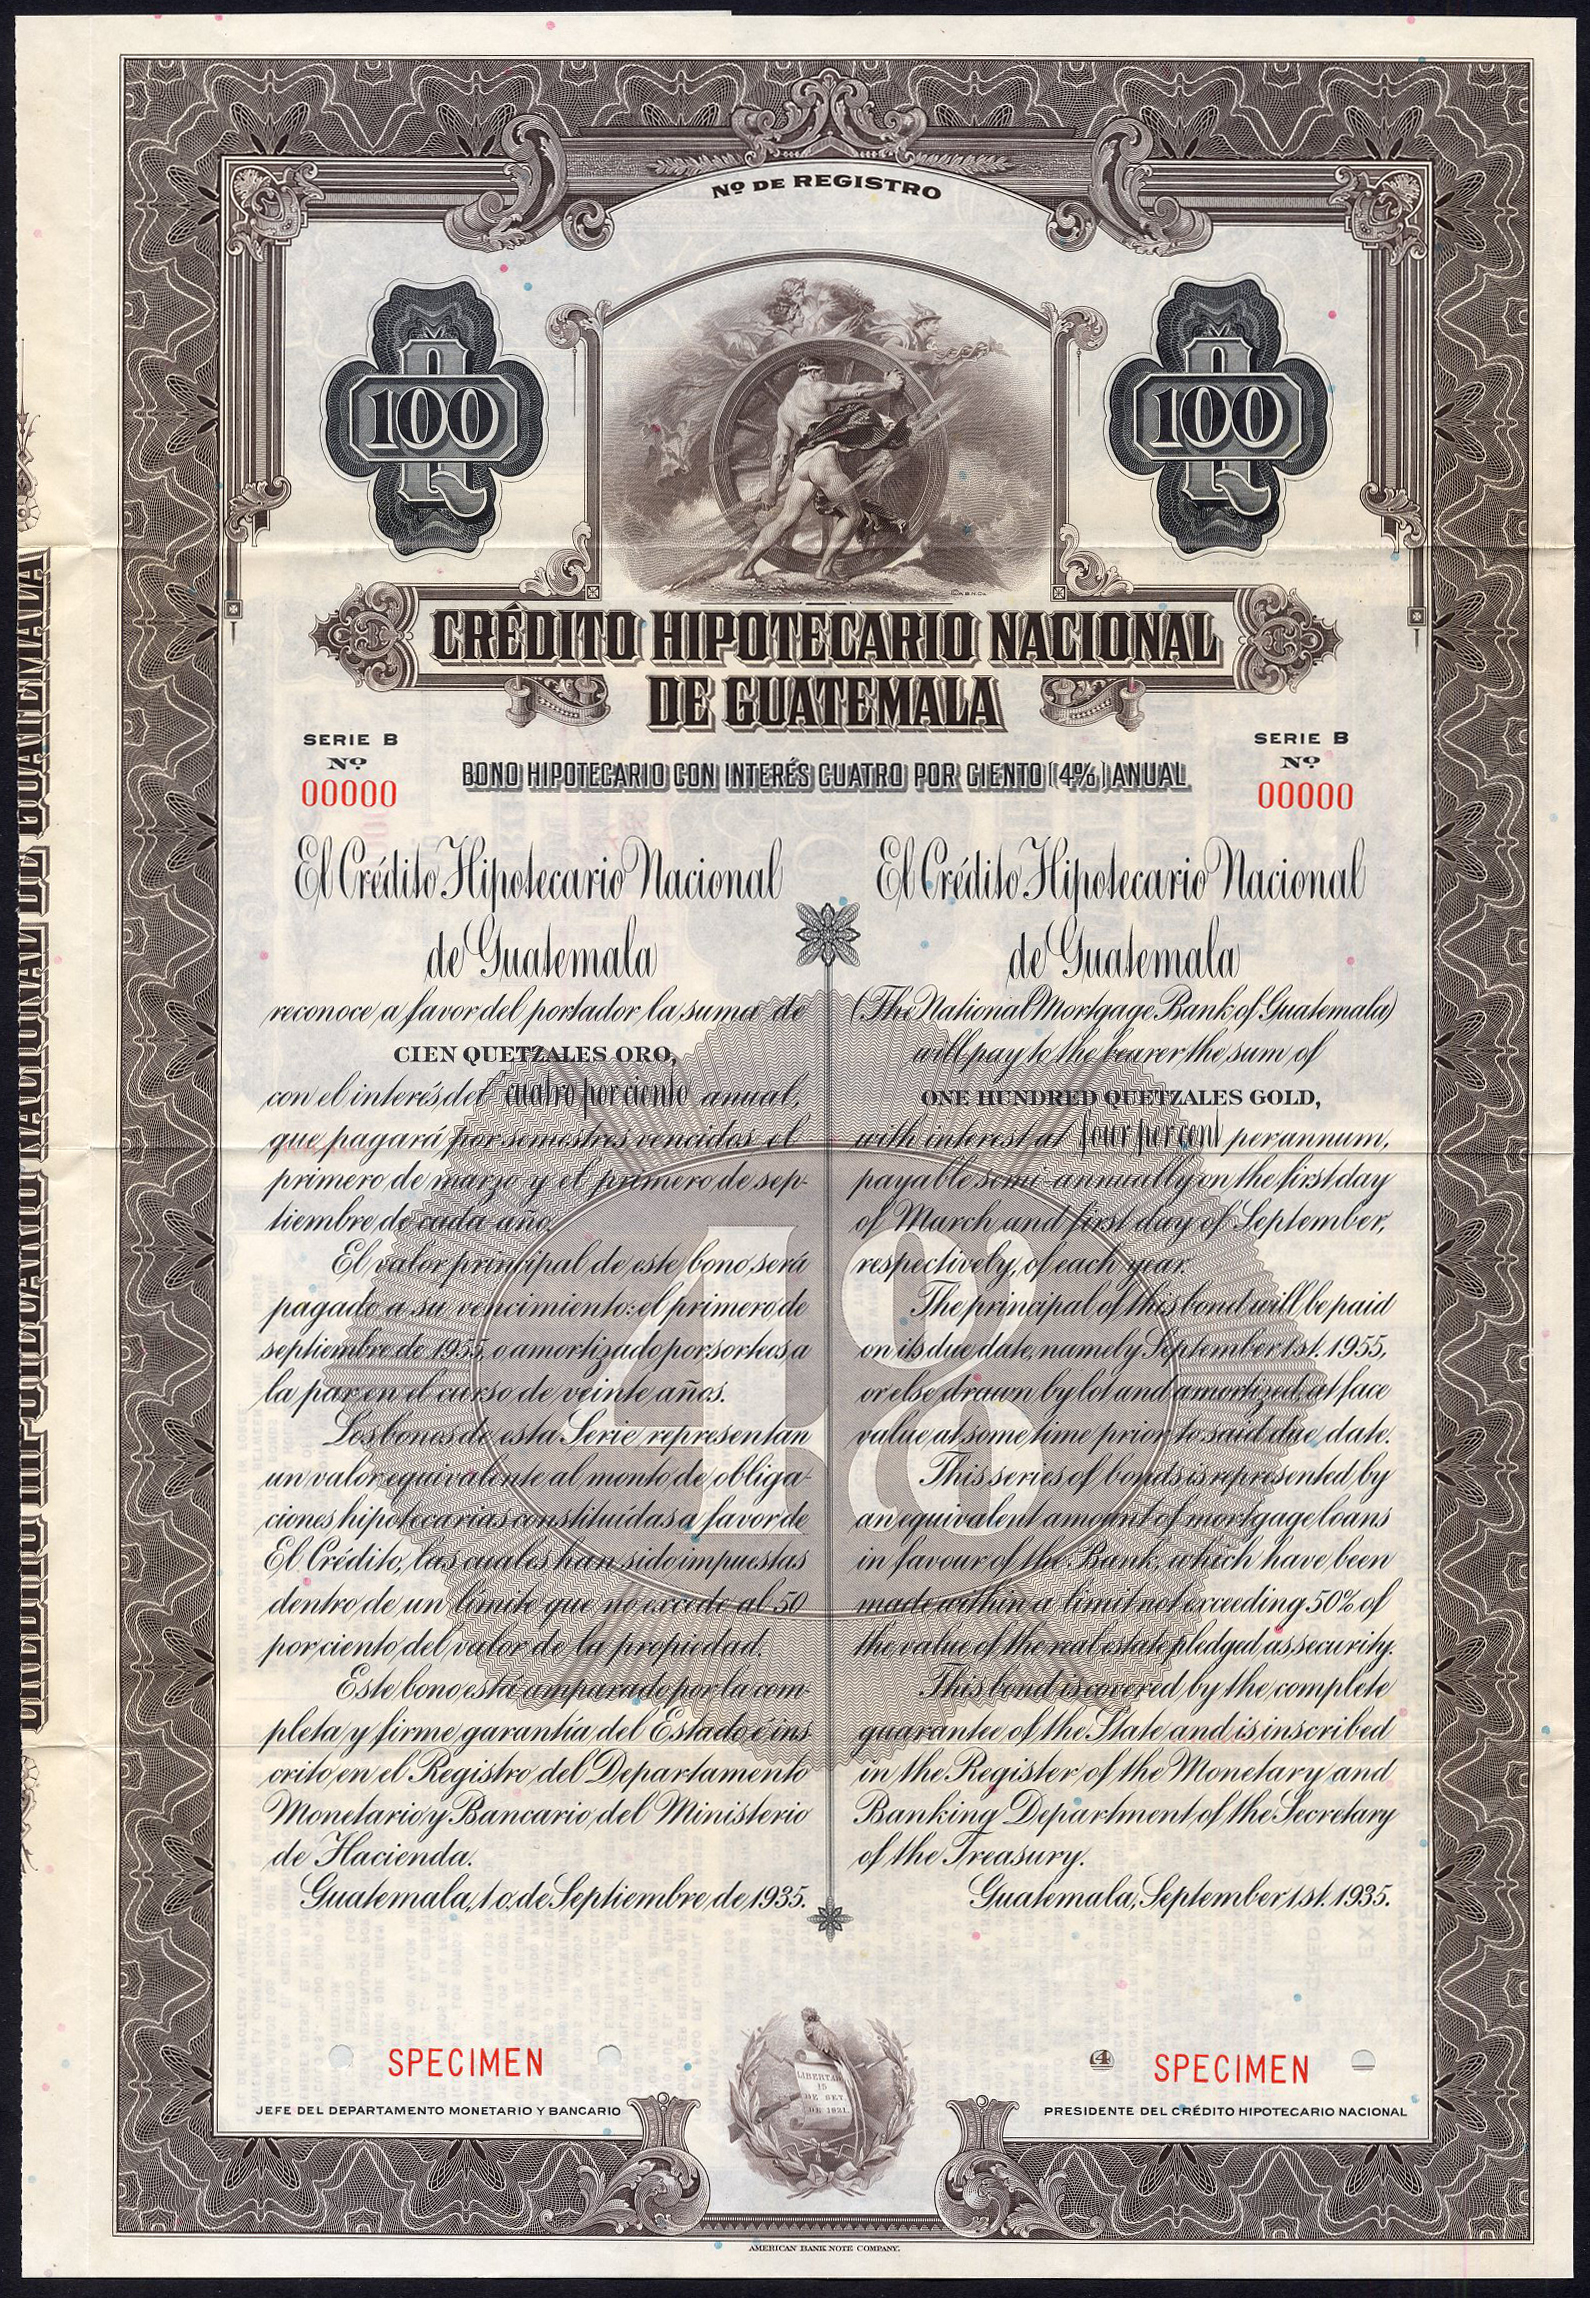 Nº DE REGISTRO
Q
100
Q
100
CRÉDITO HIPOTECARIO NACIONAL
DE GUATEMALA
SERIE B
Nº
00000
SERIE B
Nº
00000
BONO HIPOTECARIO CON INTERÉS CUATRO POR CIENTO (4%) ANUAL
El Crédito Hipotecario Nacional
de Guatemala
reconoce a favor del portador la suma de
CIEN QUETZALES ORO,
con el interés del cuatro por ciento anual,
que pagará por semestres vencidos el
primero de marzo y el primero de sep-
tiembre de cada año.
El valor principal de este bono será
pagado a su vencimiento: el primero de
septiembre de 1955, o amortizado por sorteos a
la par en el curso de veinte años.
Los bonos de esta Serie representan
un valor equivalente al monto de obliga-
ciones hipotecarias constituídas a favor de
El Crédito, las cuales han sido impuestas
dentro de un límite que no excede al 50
por ciento del valor de la propiedad.
Este bono está amparado por la com-
pleta y firme garantía del Estado é ins
crito en el Registro del Departamento
Monetario y Bancario del Ministerio
de Hacienda.
Guatemala, 1o. de Septiembre de 1935.
El Crédito Hipotecario Nacional
de Guatemala
(The National Mortgage Bank of Guatemala)
will pay to the bearer the sum of
ONE HUNDRED QUETZALES GOLD,
with interest at four per cent per annum,
payable semi-annually on the first day
of March and first day of September,
respectively, of each year.
The principal of this bond will be paid
on its due date, namely September 1st. 1955,
or else drawn by lot and amortized, at face
value, at some time prior to said due date.
This series of bonds is represented by
an equivalent amount of mortgage loans
in favour of the Bank, which have been
made within a limit not exceeding 50% of
the value of the real estate pledged as security.
This bond is covered by the complete
guarantee of the State and is inscribed
in the Register of the Monetary and
Banking Department of the Secretary
of the Treasury.
Guatemala, September 1st. 1935.
4%
SPECIMEN
JEFE DEL DEPARTAMENTO MONETARIO Y BANCARIO
LIBERTAD
15
DE SET.
DE 1821.
4
SPECIMEN
PRESIDENTE DEL CRÉDITO HIPOTECARIO NACIONAL
AMERICAN BANK NOTE COMPANY.
CREDITO HIPOTECARIO NACIONAL DE GUATEMALA